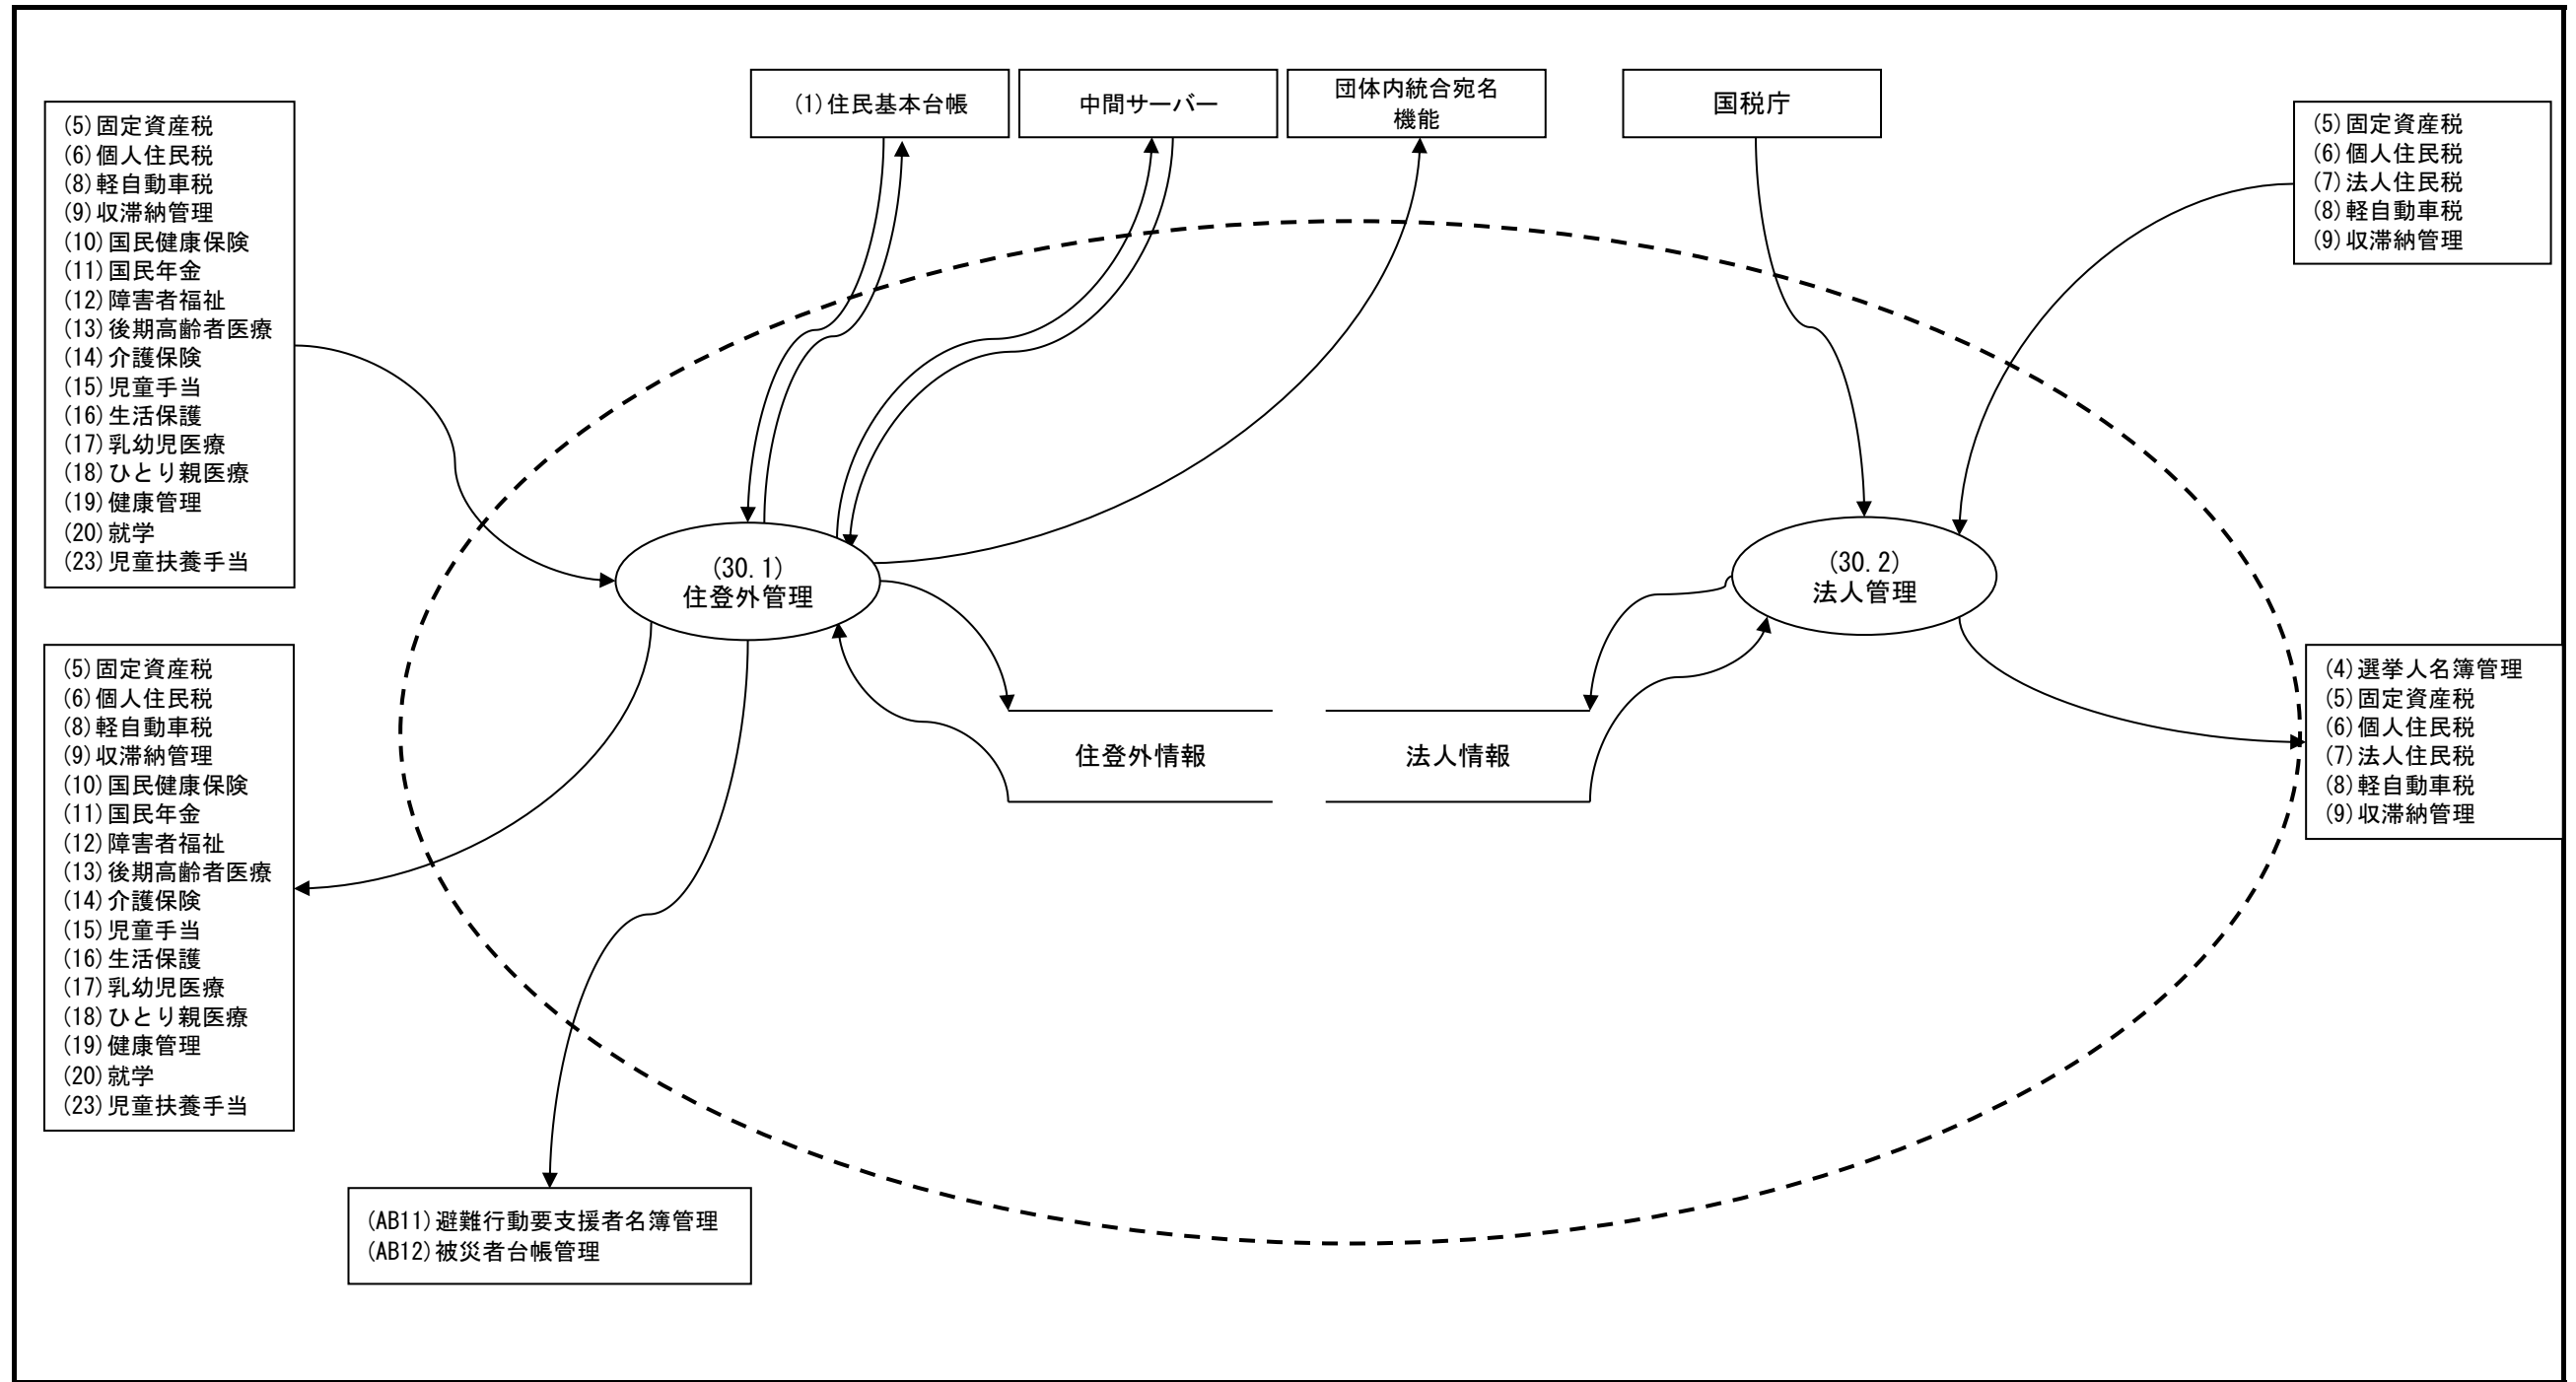 (1)住民基本台帳
中間サーバー
団体内統合宛名
機能
国税庁
(5)固定資産税
(6)個人住民税
(8)軽自動車税
(9)収滞納管理
(10)国民健康保険
(11)国民年金
(12)障害者福祉
(13)後期高齢者医療
(14)介護保険
(15)児童手当
(16)生活保護
(17)乳幼児医療
(18)ひとり親医療
(19)健康管理
(20)就学
(23)児童扶養手当
(5)固定資産税
(6)個人住民税
(7)法人住民税
(8)軽自動車税
(9)収滞納管理
(30.1)
住登外管理
(30.2)
法人管理
(5)固定資産税
(6)個人住民税
(8)軽自動車税
(9)収滞納管理
(10)国民健康保険
(11)国民年金
(12)障害者福祉
(13)後期高齢者医療
(14)介護保険
(15)児童手当
(16)生活保護
(17)乳幼児医療
(18)ひとり親医療
(19)健康管理
(20)就学
(23)児童扶養手当
住登外情報
法人情報
(4)選挙人名簿管理
(5)固定資産税
(6)個人住民税
(7)法人住民税
(8)軽自動車税
(9)収滞納管理
(AB11)避難行動要支援者名簿管理
(AB12)被災者台帳管理